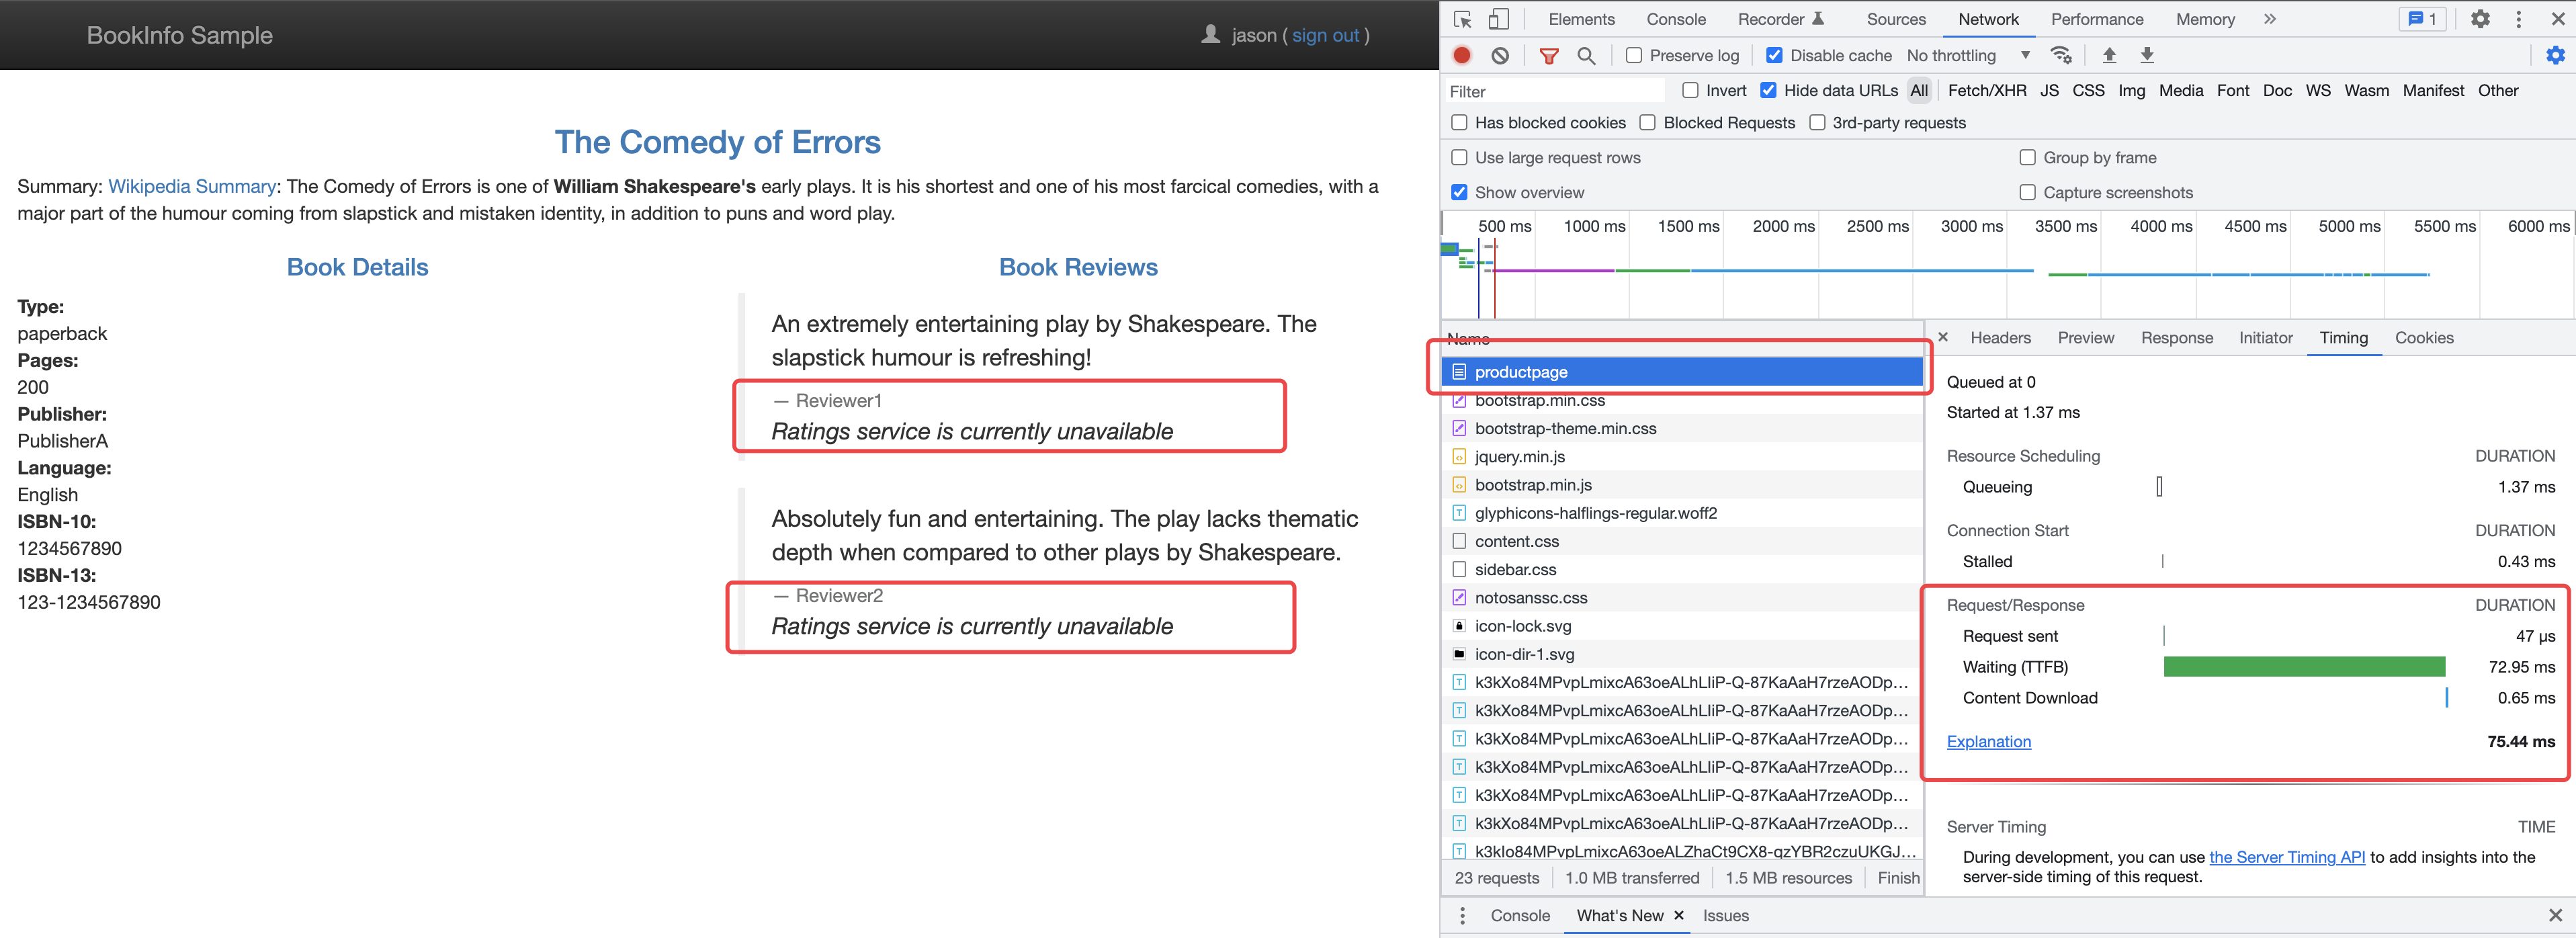 BookInfo Sample
jason ( sign out )
The Comedy of Errors
Summary: Wikipedia Summary: The Comedy of Errors is one of William Shakespeare's early plays. It is his shortest and one of his most farcical comedies, with a
major part of the humour coming from slapstick and mistaken identity, in addition to puns and word play.
Book Details
Type:
paperback
Pages:
200
Publisher:
PublisherA
Language:
English
ISBN-10:
1234567890
ISBN-13:
123-1234567890
Book Reviews
An extremely entertaining play by Shakespeare. The
slapstick humour is refreshing!
— Reviewer1
Ratings service is currently unavailable
Absolutely fun and entertaining. The play lacks thematic
depth when compared to other plays by Shakespeare.
— Reviewer2
Ratings service is currently unavailable
Elements Console Recorder Sources Network Performance Memory 1
Preserve log Disable cache No throttling
Filter Invert Hide data URLs All Fetch/XHR JS CSS Img Media Font Doc WS Wasm Manifest Other
Has blocked cookies Blocked Requests 3rd-party requests
Use large request rows Group by frame
Show overview Capture screenshots
500 ms 1000 ms 1500 ms 2000 ms 2500 ms 3000 ms 3500 ms 4000 ms 4500 ms 5000 ms 5500 ms 6000 ms
Name
productpage
bootstrap.min.css
bootstrap-theme.min.css
jquery.min.js
bootstrap.min.js
glyphicons-halflings-regular.woff2
content.css
sidebar.css
notosanssc.css
icon-lock.svg
icon-dir-1.svg
k3kXo84MPvpLmixcA63oeALhLIiP-Q-87KaAaH7rzeAODp...
k3kXo84MPvpLmixcA63oeALhLIiP-Q-87KaAaH7rzeAODp...
k3kXo84MPvpLmixcA63oeALhLIiP-Q-87KaAaH7rzeAODp...
k3kXo84MPvpLmixcA63oeALhLIiP-Q-87KaAaH7rzeAODp...
k3kXo84MPvpLmixcA63oeALhLIiP-Q-87KaAaH7rzeAODp...
k3kXo84MPvpLmixcA63oeALhLIiP-Q-87KaAaH7rzeAODp...
k3kIo84MPvpLmixcA63oeALZhaCt9CX8-qzYBR2czuUKGJ...
23 requests 1.0 MB transferred 1.5 MB resources Finish
Headers Preview Response Initiator Timing Cookies
Queued at 0
Started at 1.37 ms
Resource Scheduling DURATION
Queueing 1.37 ms
Connection Start DURATION
Stalled 0.43 ms
Request/Response DURATION
Request sent 47 µs
Waiting (TTFB) 72.95 ms
Content Download 0.65 ms
Explanation 75.44 ms
Server Timing TIME
During development, you can use the Server Timing API to add insights into the
server-side timing of this request.
Console What's New Issues